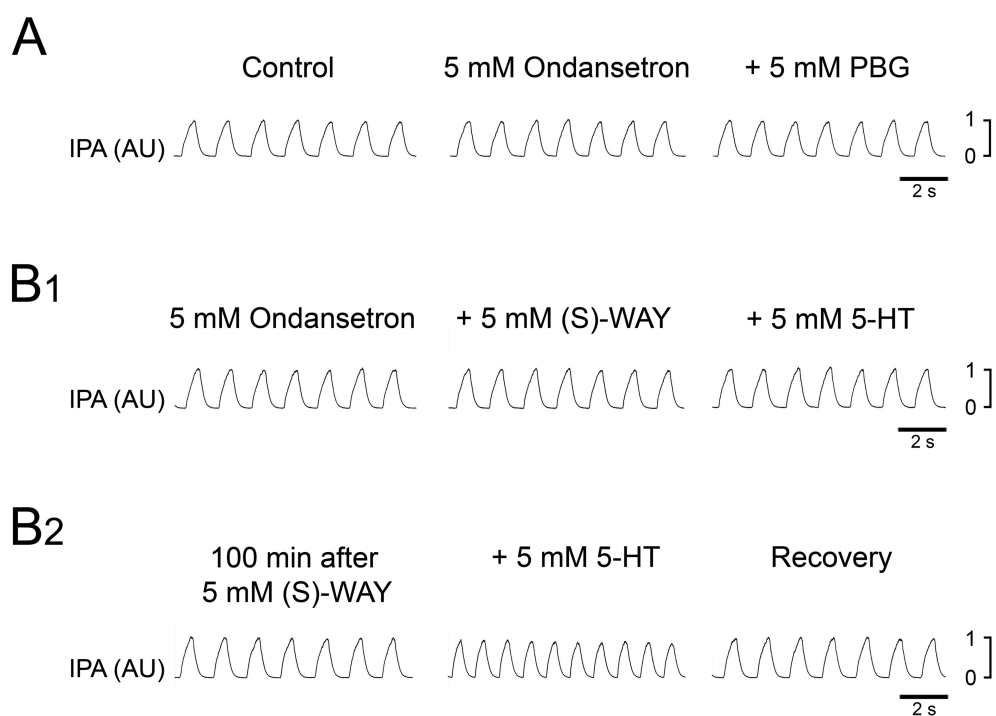 A
Control
5 mM Ondansetron
+ 5 mM PBG
IPA (AU)
1
0
2 s
B1
5 mM Ondansetron
+ 5 mM (S)-WAY
+ 5 mM 5-HT
IPA (AU)
1
0
2 s
B2
100 min after
5 mM (S)-WAY
+ 5 mM 5-HT
Recovery
IPA (AU)
1
0
2 s